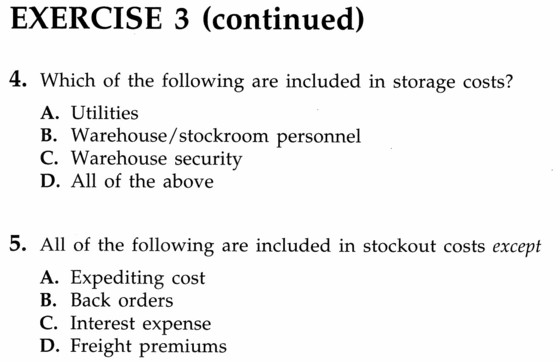 EXERCISE 3 (continued)
4. Which of the following are included in storage costs?
A. Utilities
B. Warehouse/stockroom personnel
C. Warehouse security
D. All of the above
5. All of the following are included in stockout costs except
A. Expediting cost
B. Back orders
C. Interest expense
D. Freight premiums